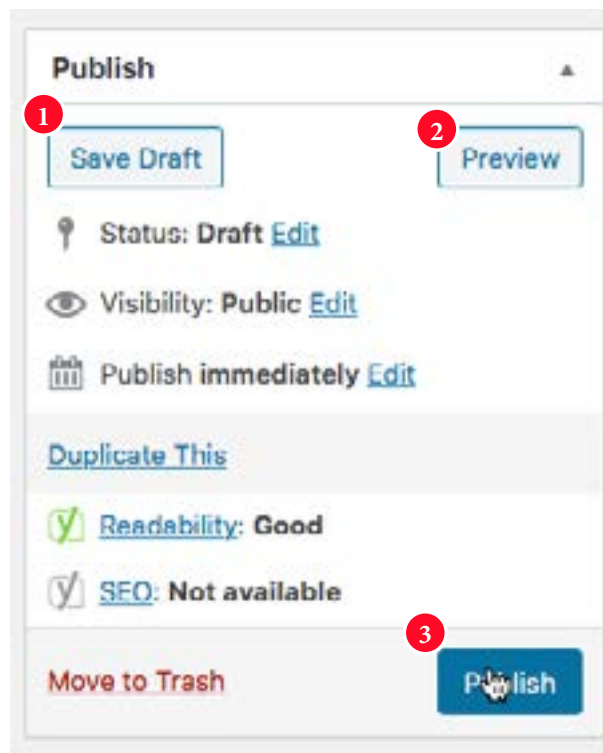 Publish
1
2
Save Draft Preview
Status: Draft Edit
Visibility: Public Edit
Publish immediately Edit
Duplicate This
Readability: Good
SEO: Not available
3
Move to Trash Publish